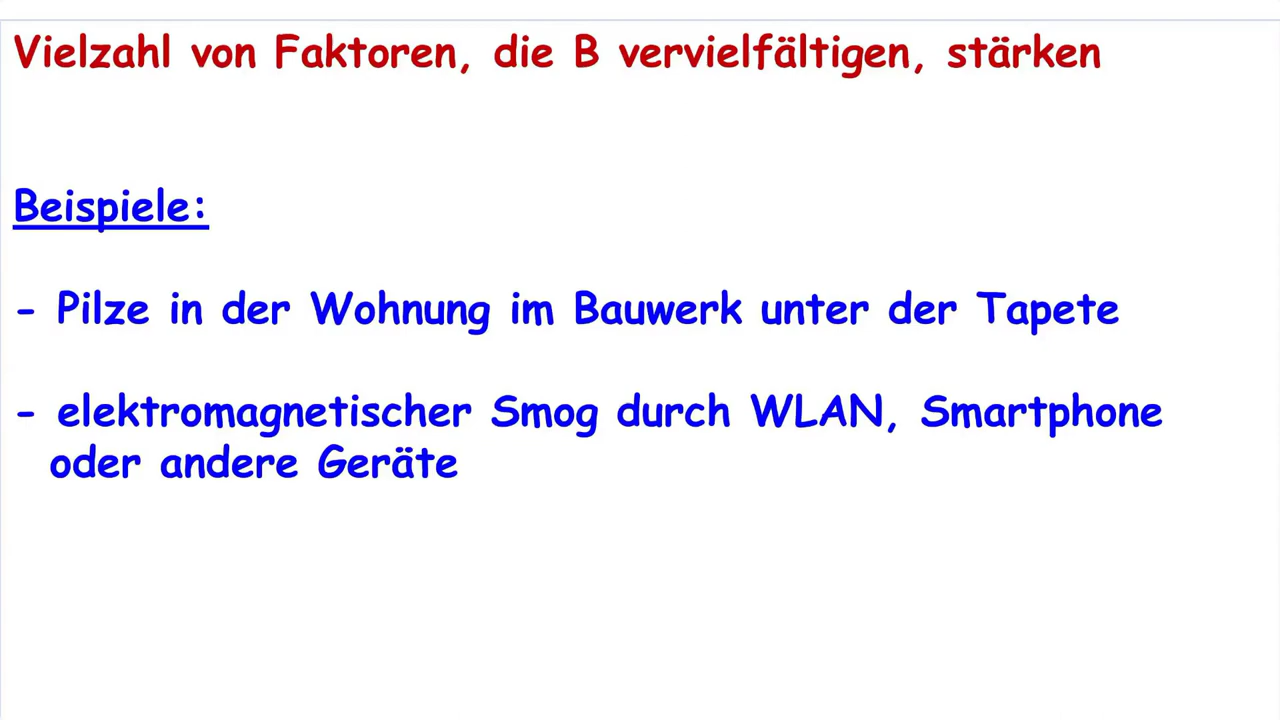 Vielzahl von Faktoren, die B vervielfältigen, stärken
Beispiele:
- Pilze in der Wohnung im Bauwerk unter der Tapete
- elektromagnetischer Smog durch WLAN, Smartphone
oder andere Geräte